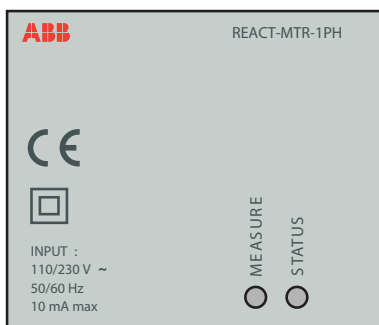 ABB
REACT-MTR-1PH
CE
INPUT :
110/230 V ~
50/60 Hz
10 mA max
MEASURE
STATUS